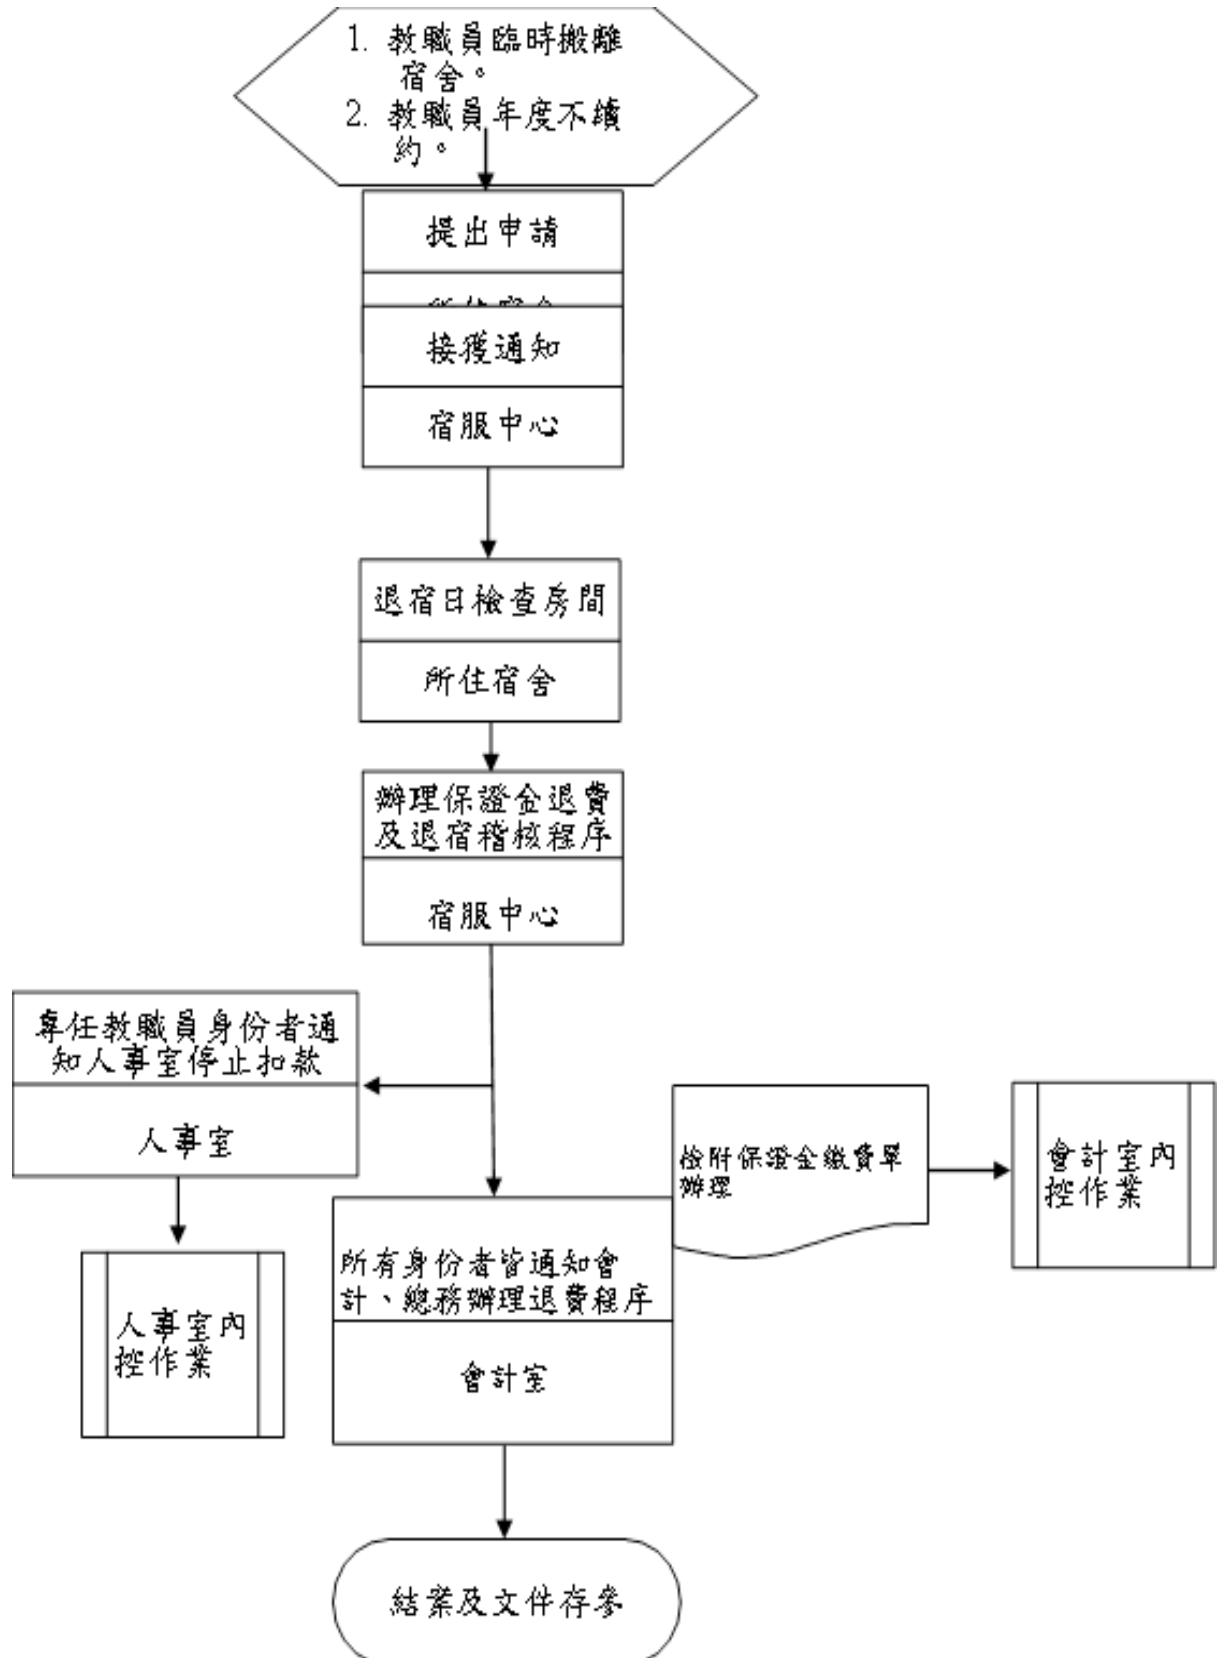 1. 教職員臨時搬離
宿舍。
2. 教職員年度不續
約。
提出申請
所住宿舍
接獲通知
宿服中心
退宿日檢查房間
所住宿舍
辦理保證金退費
及退宿稽核程序
宿服中心
專任教職員身份者通
知人事室停止扣款
人事室
人事室內
控作業
檢附保證金繳費單
辦理
會計室內
控作業
所有身份者皆通知會
計、總務辦理退費程序
會計室
結案及文件存參